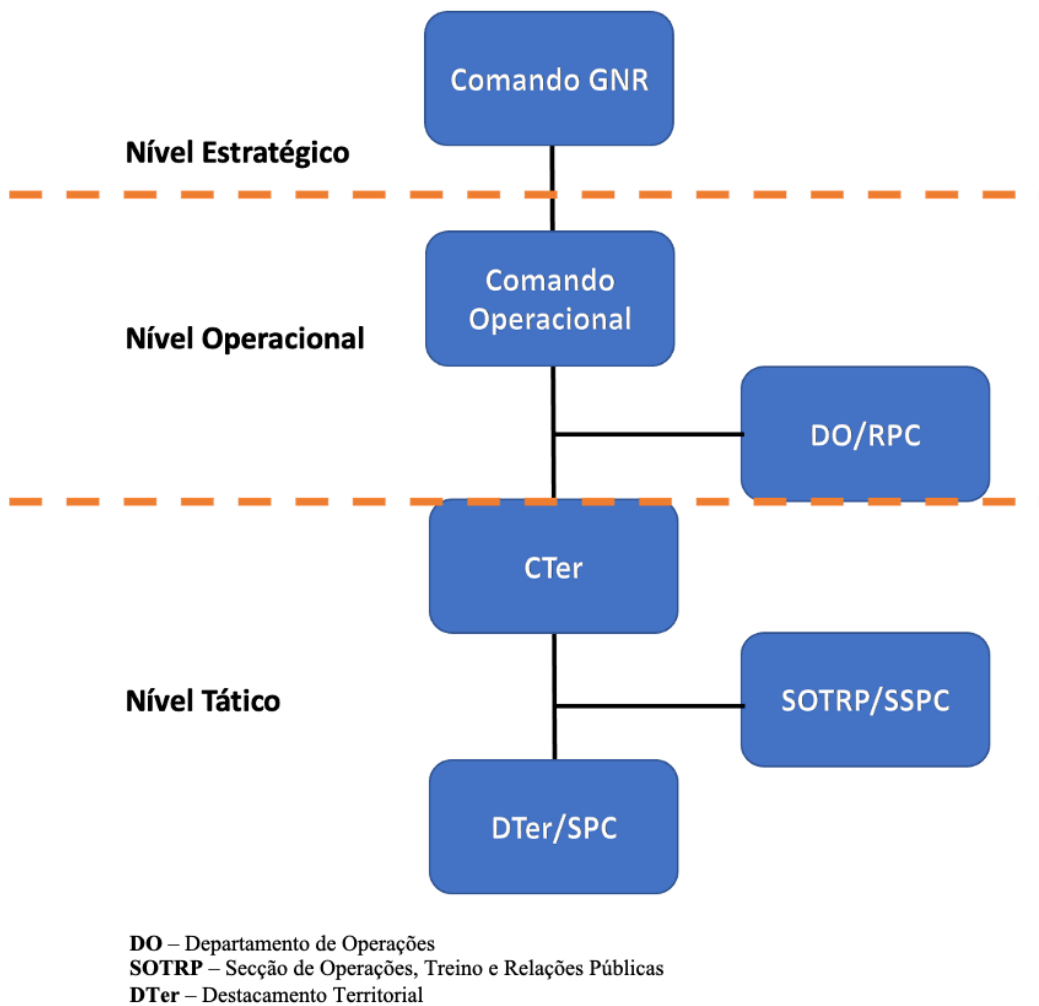 Comando GNR
Nível Estratégico
Comando
Operacional
Nível Operacional
DO/RPC
CTer
Nível Tático
SOTRP/SSPC
DTer/SPC
DO – Departamento de Operações
SOTRP – Secção de Operações, Treino e Relações Públicas
DTer – Destacamento Territorial